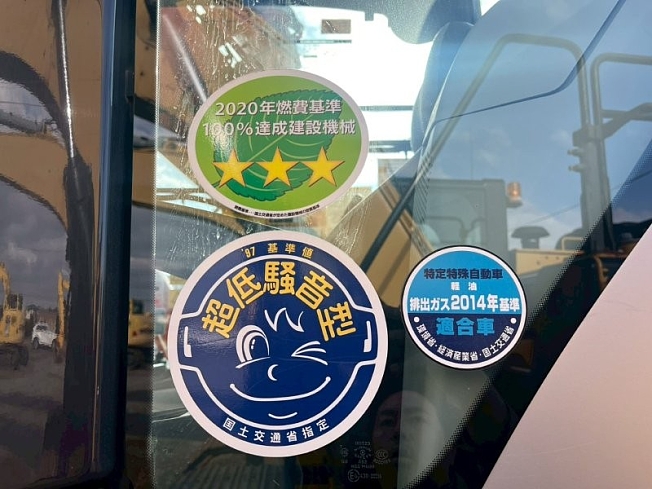 2020年燃費基準
100%達成建設機械
'97 基準値
超低騒音型
国土交通省指定
特定特殊自動車
軽油
排出ガス2014年基準
適合車
環境省・経済産業省・国土交通省